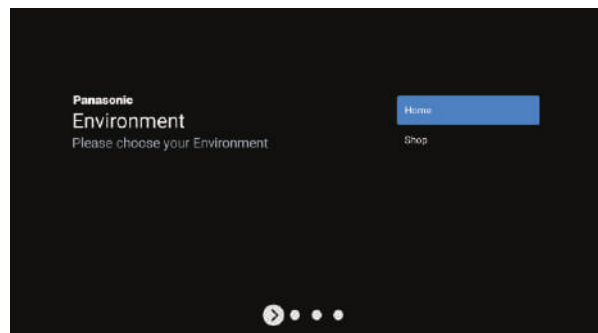 Panasonic
Environment
Please choose your Environment
Home
Shop